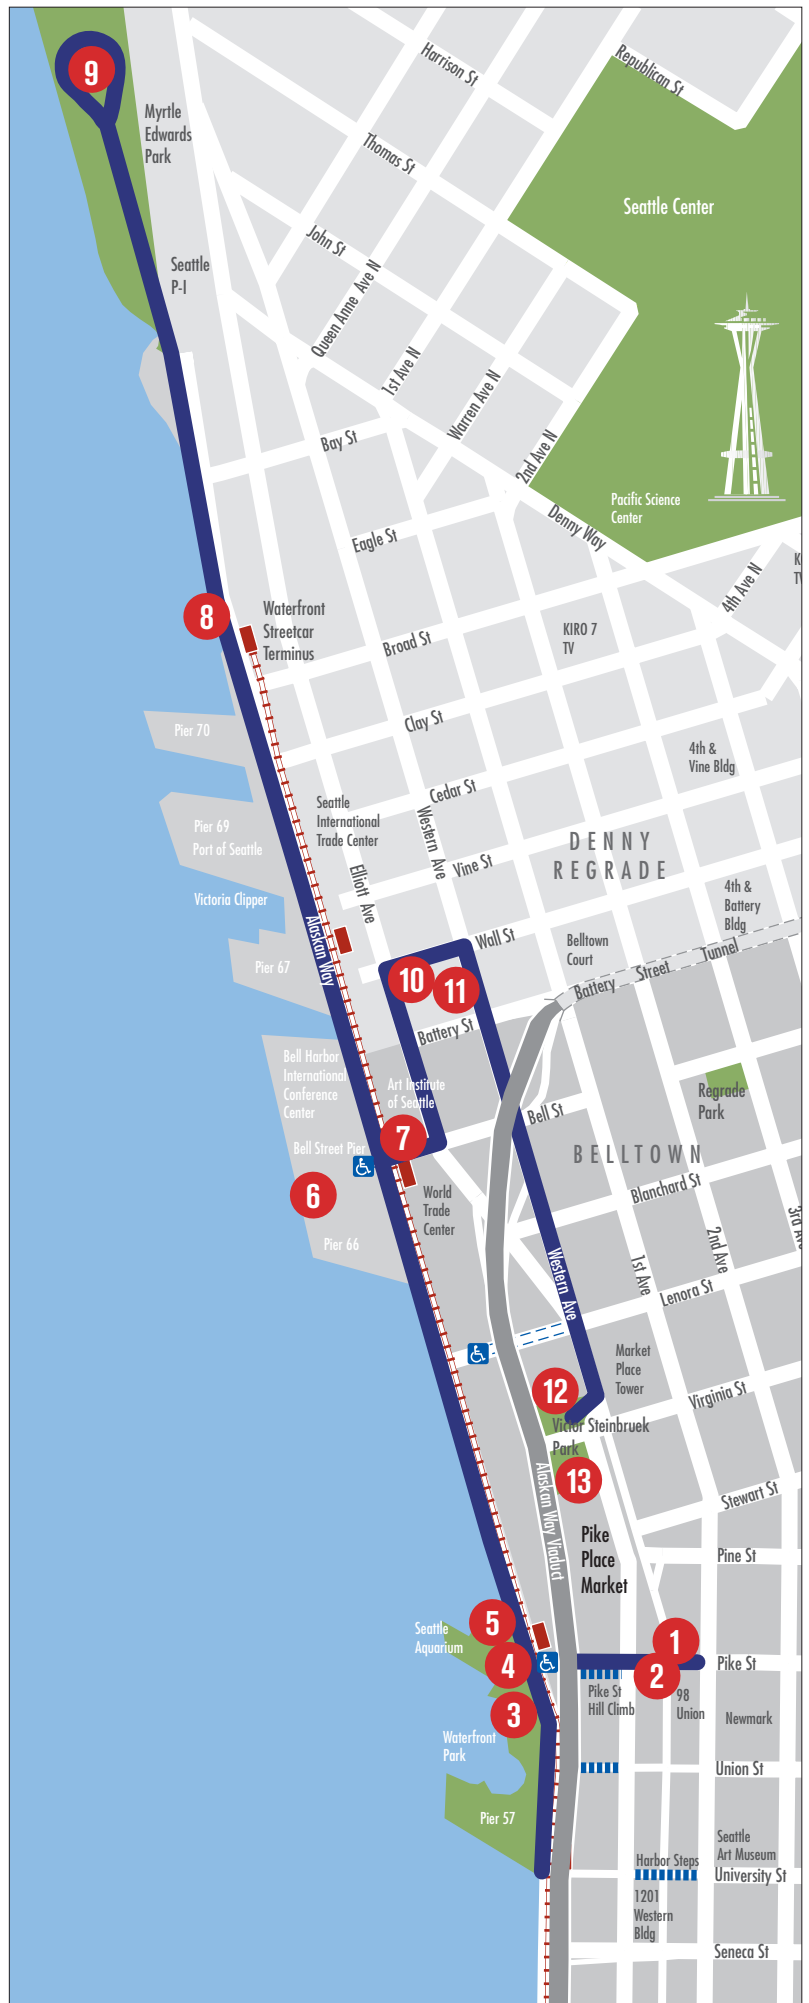 Harrison St
Republican St
9
Myrtle
Edwards
Park
Thomas St
Seattle Center
John St
Seattle
P-I
Queen Anne Ave N
1st Ave N
Warren Ave N
2nd Ave N
Bay St
Pacific Science
Center
Denny Way
Eagle St
4th Ave N
K
TV
8
Waterfront
Streetcar
Terminus
Broad St
KIRO 7
TV
Pier 70
Clay St
4th &
Vine Bldg
Cedar St
Seattle
International
Trade Center
Western Ave
Pier 69
Port of Seattle
DENNY
REGRADE
Vine St
Elliott Ave
4th &
Battery
Bldg
Victoria Clipper
Alaskan Way
Wall St
Belltown
Court
Pier 67
10
11
Battery Street Tunnel
Battery St
Bell Harbor
International
Conference
Center
Art Institute
of Seattle
Regrade
Park
Bell St
7
Bell Street Pier
BELLTOWN
6
World
Trade
Center
Blanchard St
3rd Ave
Pier 66
Western Ave
1st Ave
2nd Ave
Lenora St
Market
Place
Tower
12
Virginia St
Victor Steinbruek
Park
13
Alaskan Way Viaduct
Stewart St
Pike
Place
Market
Pine St
5
Seattle
Aquarium
1
4
2
Pike St
3
Pike St
Hill Climb
98
Union
Newmark
Waterfront
Park
Union St
Pier 57
Seattle
Art Museum
Harbor Steps
University St
1201
Western
Bldg
Seneca St